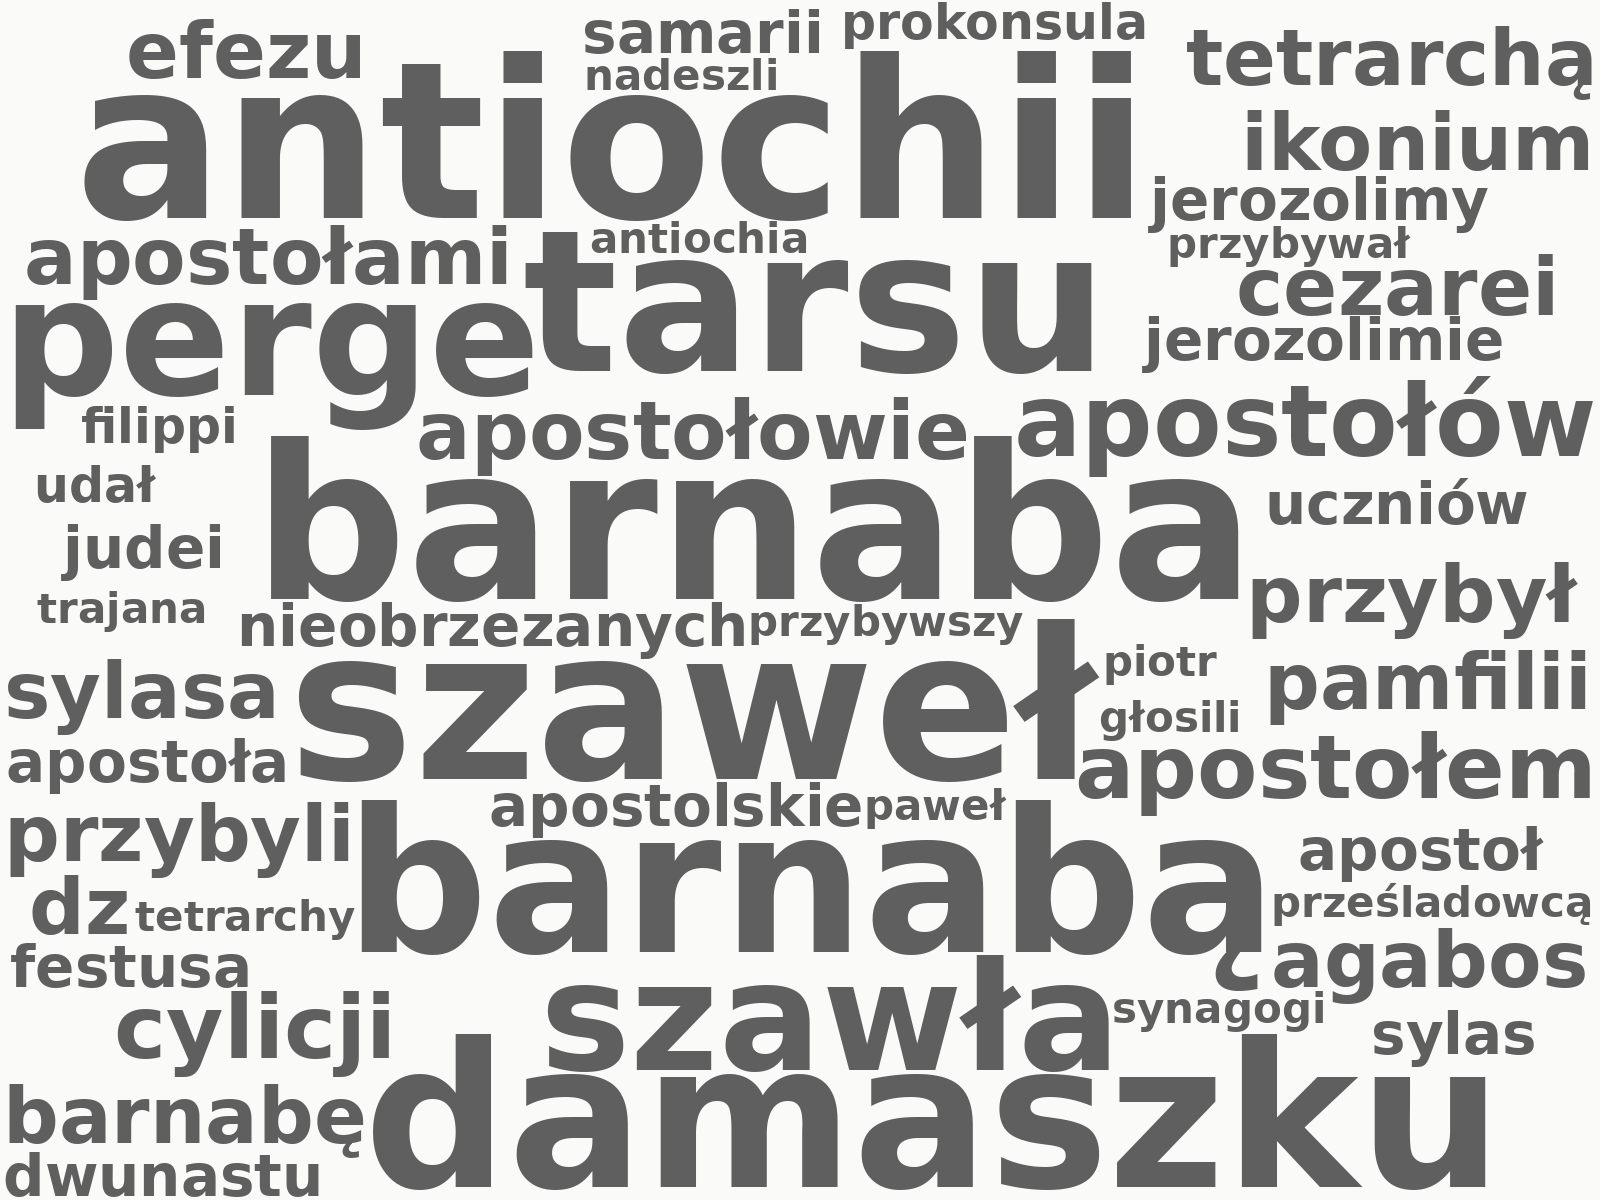 efezu
samarii
prokonsula
tetrarchą
nadeszli
antiochii
ikonium
jerozolimy
apostołami
antiochia
przybywał
tarsu
cezarei
perge
jerozolimie
filippi
apostołowie
apostołów
udał
barnaba
uczniów
judei
trajana
przybył
nieobrzezanych
przybywszy
sylasa
szaweł
piotr
pamfilii
głosili
apostoła
apostołem
przybyli
apostolskie
paweł
barnabą
apostoł
dz
tetrarchy
prześladowcą
festusa
agabos
cylicji
szawła
synagogi
sylas
barnabę
damaszku
dwunastu